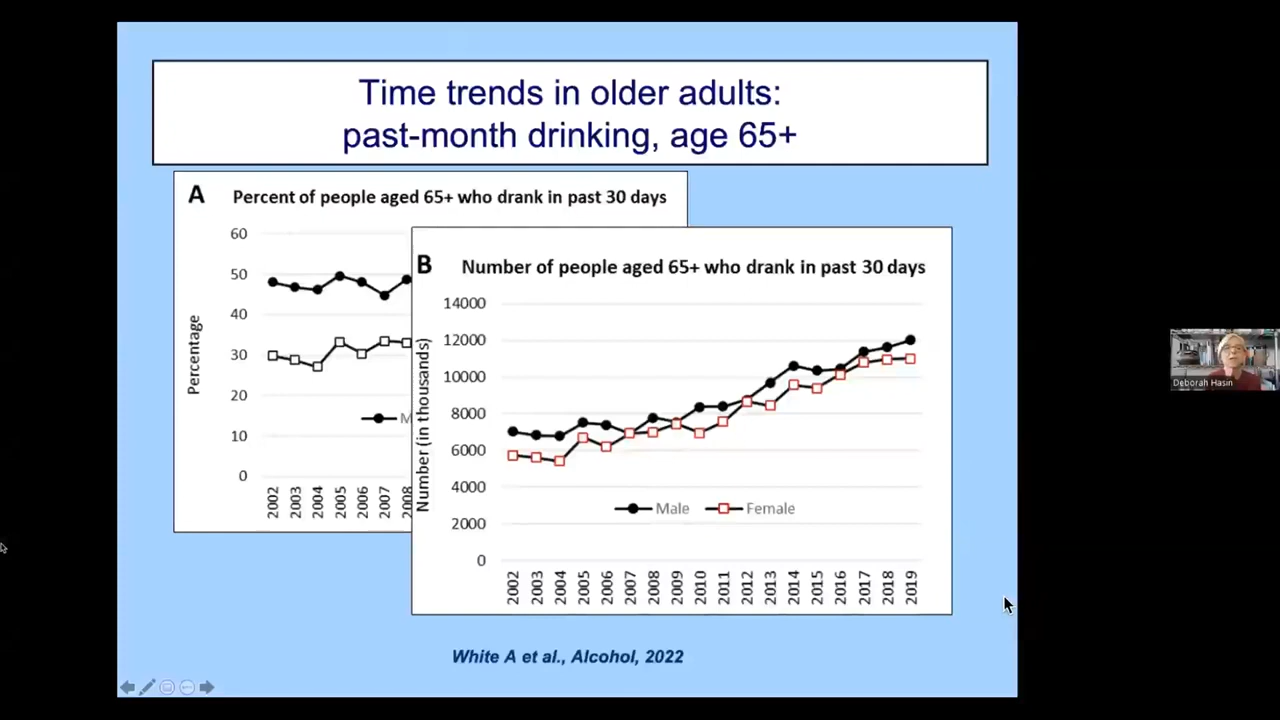 Time trends in older adults:
past-month drinking, age 65+
A Percent of people aged 65+ who drank in past 30 days
60
50
40
30
20
10
0
Percentage
M
2002 2003 2004 2005 2006 2007 2008
B Number of people aged 65+ who drank in past 30 days
14000
12000
10000
8000
6000
4000
2000
0
Number (in thousands)
Male Female
2002 2003 2004 2005 2006 2007 2008 2009 2010 2011 2012 2013 2014 2015 2016 2017 2018 2019
White A et al., Alcohol, 2022
Deborah Hasin